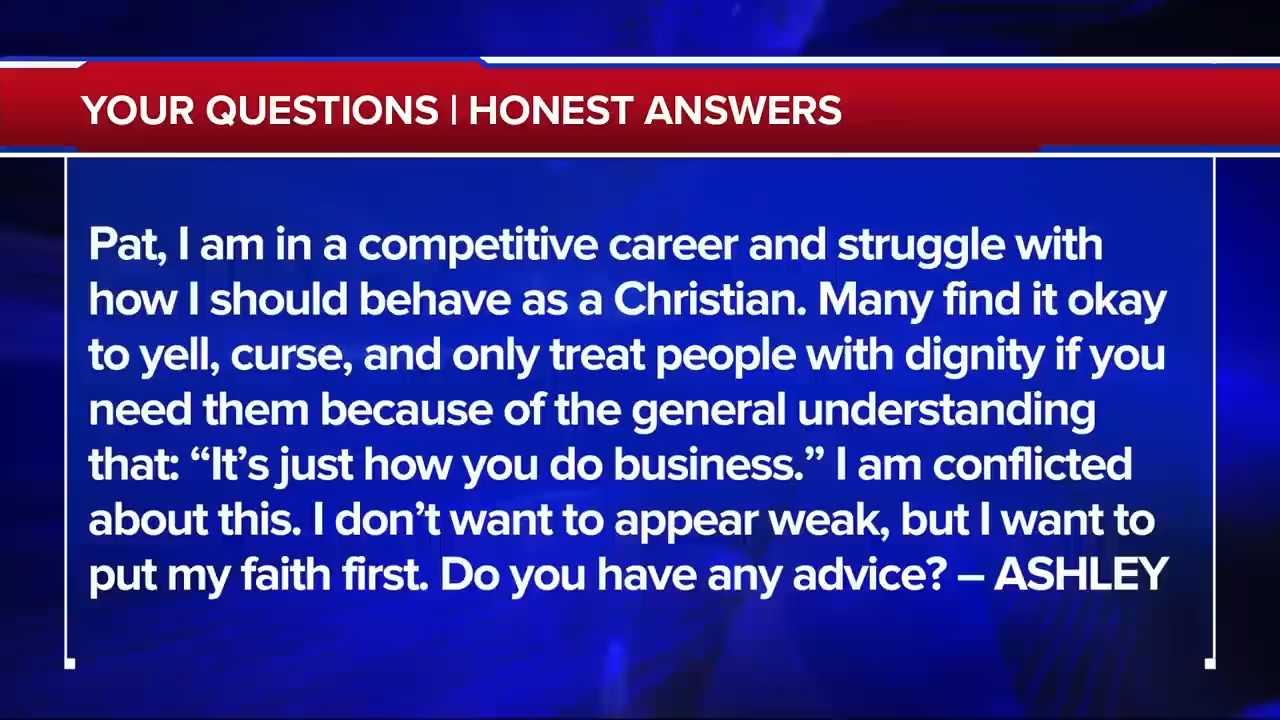 YOUR QUESTIONS | HONEST ANSWERS
Pat, I am in a competitive career and struggle with
how I should behave as a Christian. Many find it okay
to yell, curse, and only treat people with dignity if you
need them because of the general understanding
that: “It’s just how you do business.” I am conflicted
about this. I don’t want to appear weak, but I want to
put my faith first. Do you have any advice? – ASHLEY